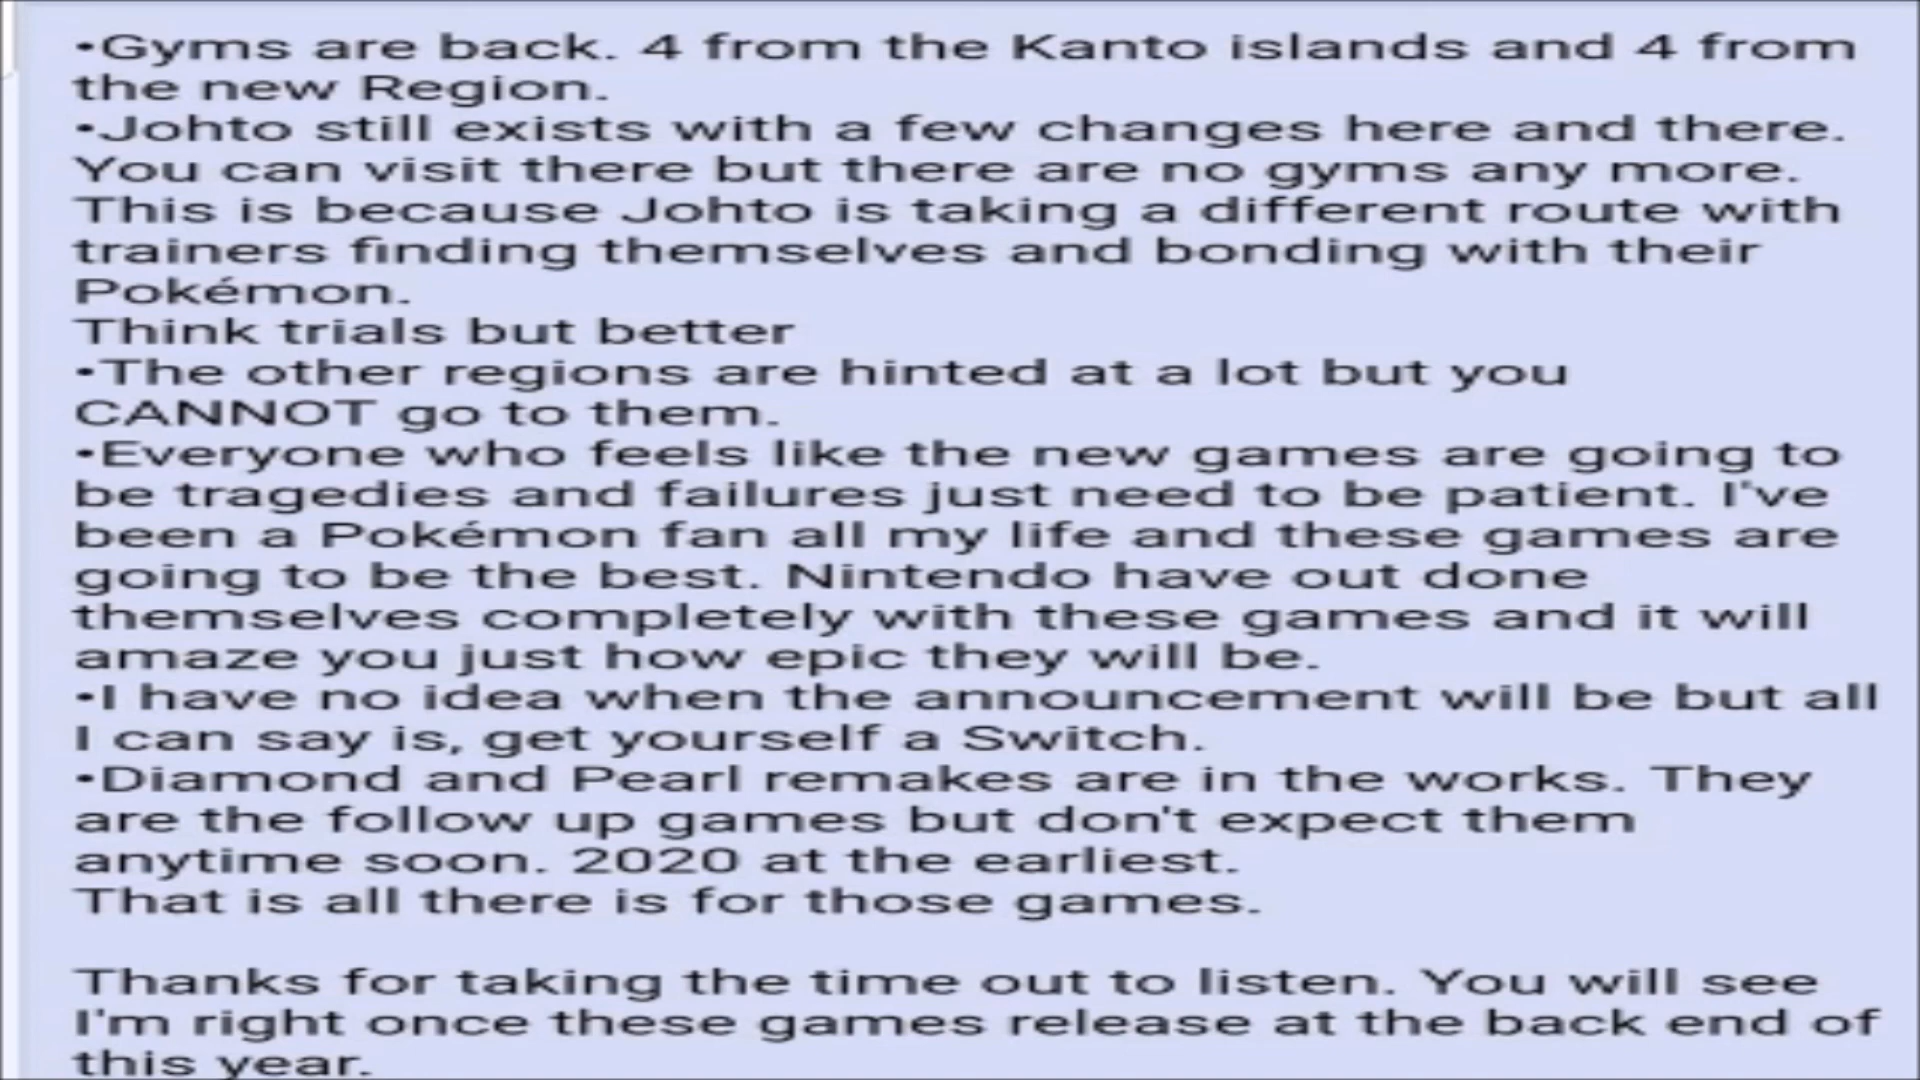 •Gyms are back. 4 from the Kanto islands and 4 from
the new Region.
•Johto still exists with a few changes here and there.
You can visit there but there are no gyms any more.
This is because Johto is taking a different route with
trainers finding themselves and bonding with their
Pokémon.
Think trials but better
•The other regions are hinted at a lot but you
CANNOT go to them.
•Everyone who feels like the new games are going to
be tragedies and failures just need to be patient. I've
been a Pokémon fan all my life and these games are
going to be the best. Nintendo have out done
themselves completely with these games and it will
amaze you just how epic they will be.
•I have no idea when the announcement will be but all
I can say is, get yourself a Switch.
•Diamond and Pearl remakes are in the works. They
are the follow up games but don't expect them
anytime soon. 2020 at the earliest.
That is all there is for those games.
Thanks for taking the time out to listen. You will see
I'm right once these games release at the back end of
this year.